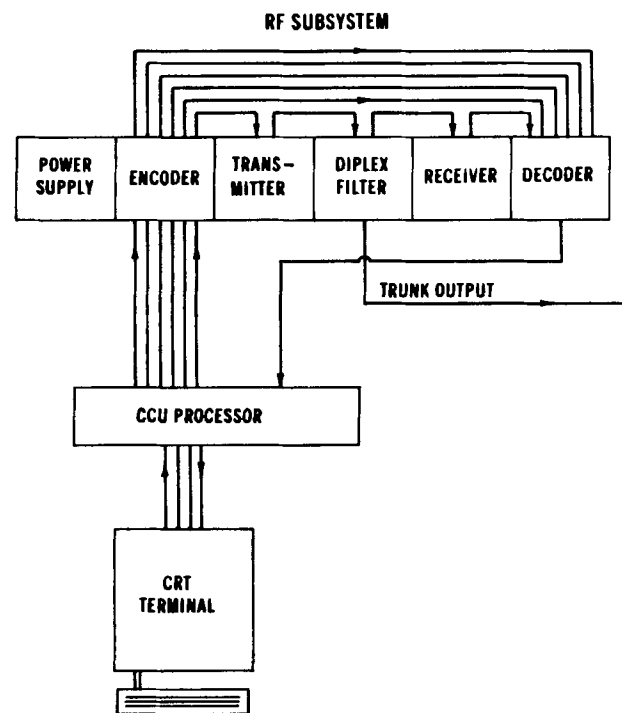 RF SUBSYSTEM
POWER
SUPPLY
ENCODER
TRANS-
MITTER
DIPLEX
FILTER
RECEIVER
DECODER
TRUNK OUTPUT
CCU PROCESSOR
CRT
TERMINAL